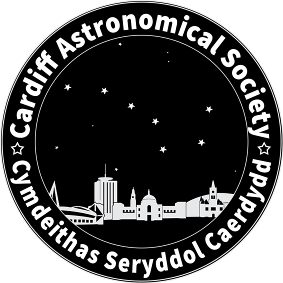 Cardiff Astronomical Society
Cymdeithas Seryddol Caerdydd